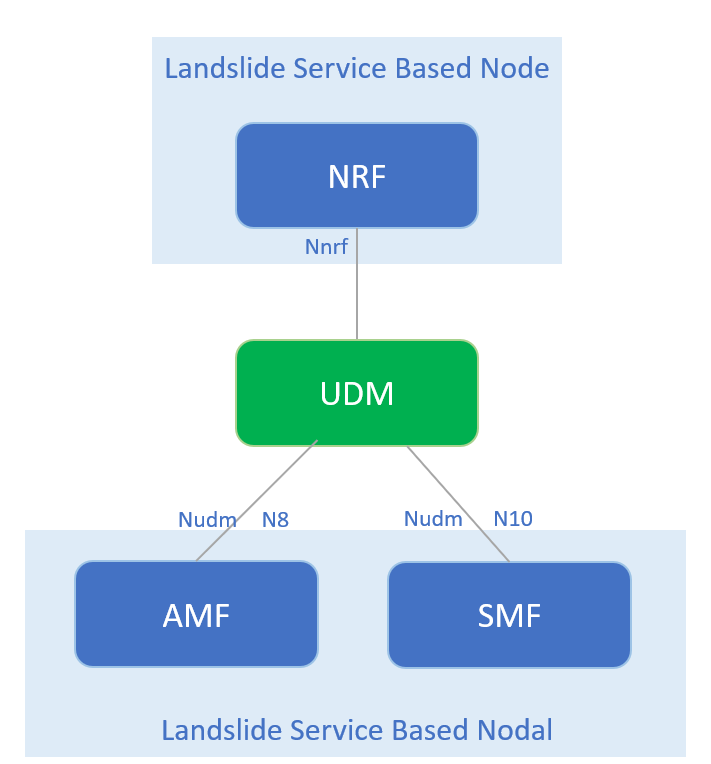 Landslide Service Based Node
NRF
Nnrf
UDM
Nudm N8 Nudm N10
AMF SMF
Landslide Service Based Nodal